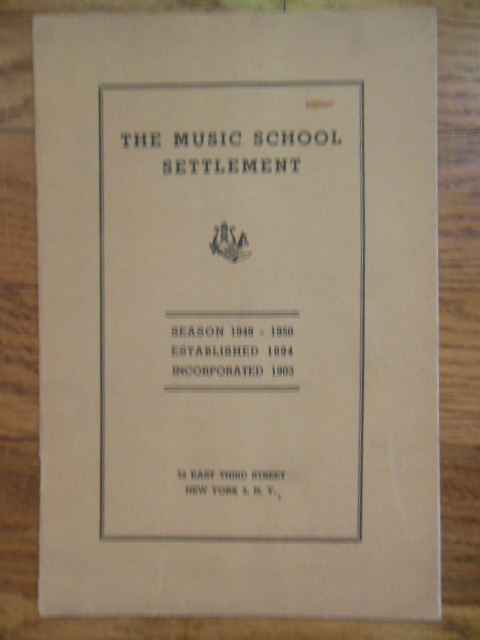 THE MUSIC SCHOOL
SETTLEMENT
SEASON 1949 - 1950
ESTABLISHED 1894
INCORPORATED 1903
55 EAST THIRD STREET
NEW YORK 3, N. Y.